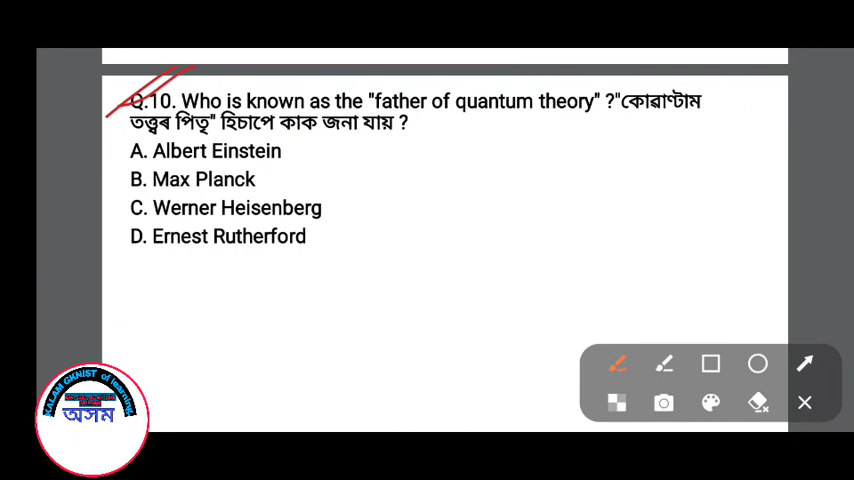 Q.10. Who is known as the "father of quantum theory" ?"কোৱাণ্টাম
তত্ত্বৰ পিতৃ" হিচাপে কাক জনা যায় ?
A. Albert Einstein
B. Max Planck
C. Werner Heisenberg
D. Ernest Rutherford
KALAM GKNIST of learning
অসম